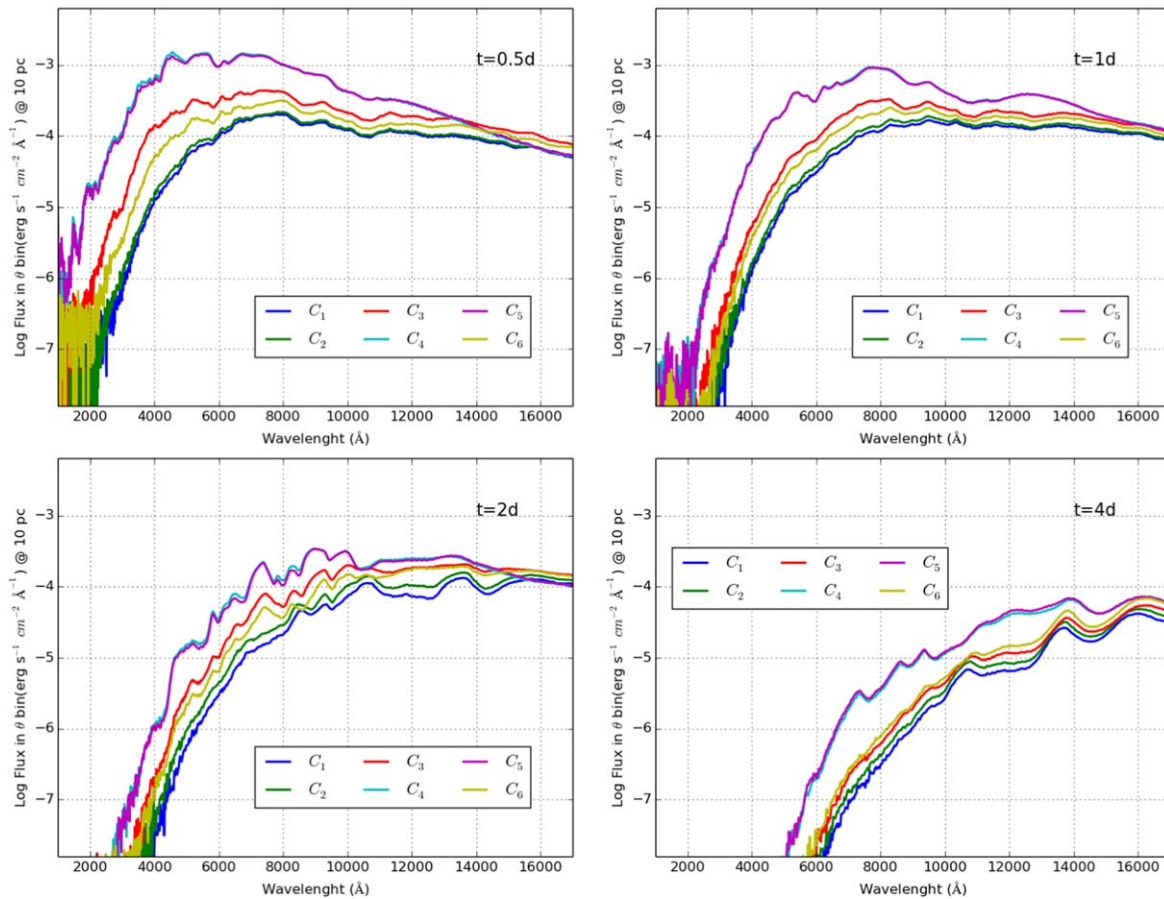 t=0.5d
Log Flux in θ bin(erg s⁻¹ cm⁻² Å⁻¹) @ 10 pc
−3
−4
−5
−6
−7
C₁ C₃ C₅
C₂ C₄ C₆
2000 4000 6000 8000 10000 12000 14000 16000
Wavelenght (Å)
t=1d
Log Flux in θ bin(erg s⁻¹ cm⁻² Å⁻¹) @ 10 pc
−3
−4
−5
−6
−7
C₁ C₃ C₅
C₂ C₄ C₆
2000 4000 6000 8000 10000 12000 14000 16000
Wavelenght (Å)
t=2d
Log Flux in θ bin(erg s⁻¹ cm⁻² Å⁻¹) @ 10 pc
−3
−4
−5
−6
−7
C₁ C₃ C₅
C₂ C₄ C₆
2000 4000 6000 8000 10000 12000 14000 16000
Wavelenght (Å)
t=4d
Log Flux in θ bin(erg s⁻¹ cm⁻² Å⁻¹) @ 10 pc
−3
−4
−5
−6
−7
C₁ C₃ C₅
C₂ C₄ C₆
2000 4000 6000 8000 10000 12000 14000 16000
Wavelenght (Å)